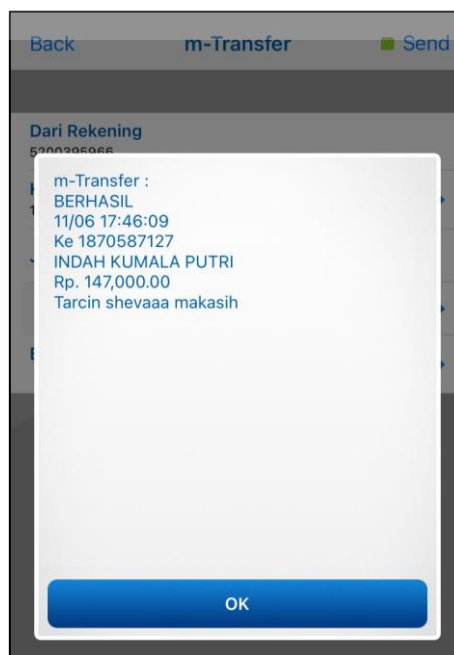 Back m-Transfer Send
Dari Rekening
5200395966
m-Transfer :
BERHASIL
11/06 17:46:09
Ke 1870587127
INDAH KUMALA PUTRI
Rp. 147,000.00
Tarcin shevaaa makasih
OK